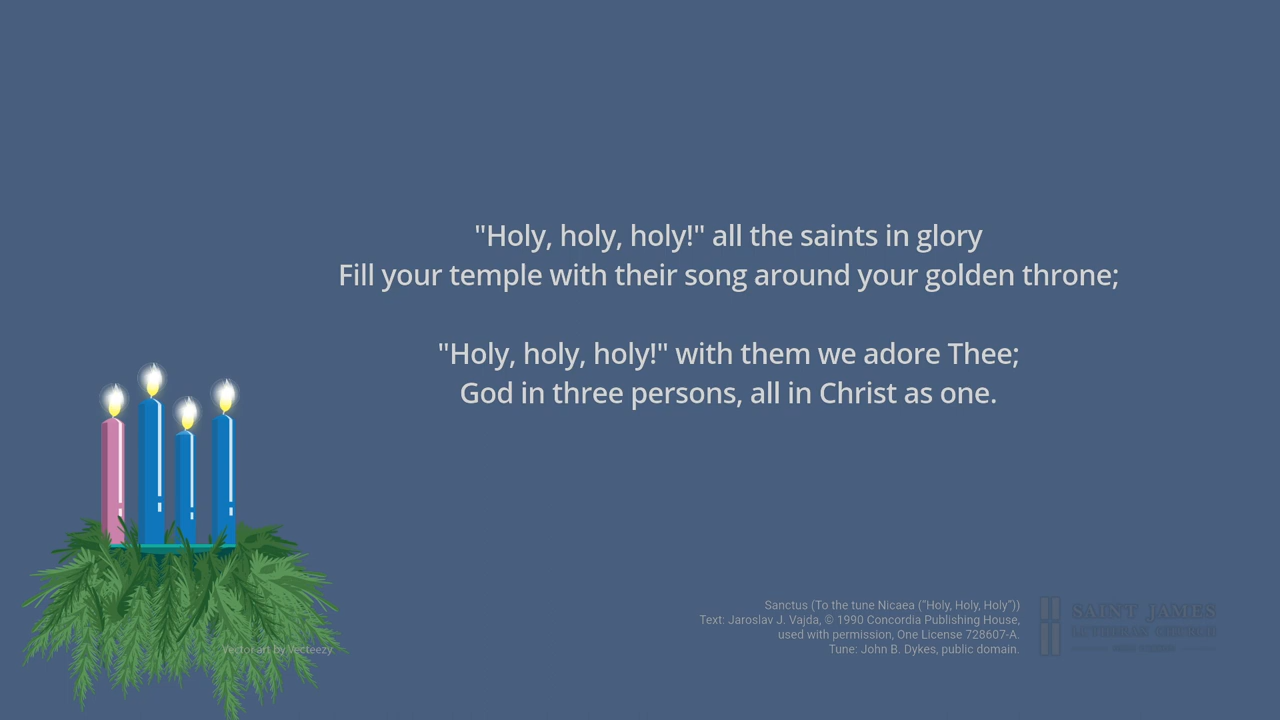 "Holy, holy, holy!" all the saints in glory
Fill your temple with their song around your golden throne;
"Holy, holy, holy!" with them we adore Thee;
God in three persons, all in Christ as one.
Sanctus (To the tune Nicaea ("Holy, Holy, Holy"))
Text: Jaroslav J. Vajda, © 1990 Concordia Publishing House,
used with permission, One License 728607-A.
Tune: John B. Dykes, public domain.
SAINT JAMES
LUTHERAN CHURCH
Vector art by Vecteezy